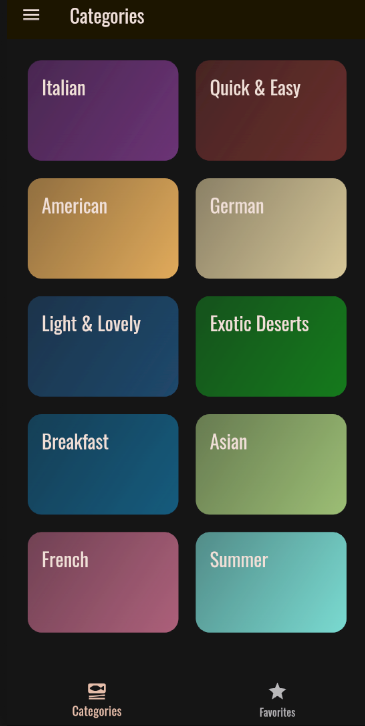 Categories
Italian
Quick & Easy
American
German
Light & Lovely
Exotic Deserts
Breakfast
Asian
French
Summer
Categories
Favorites